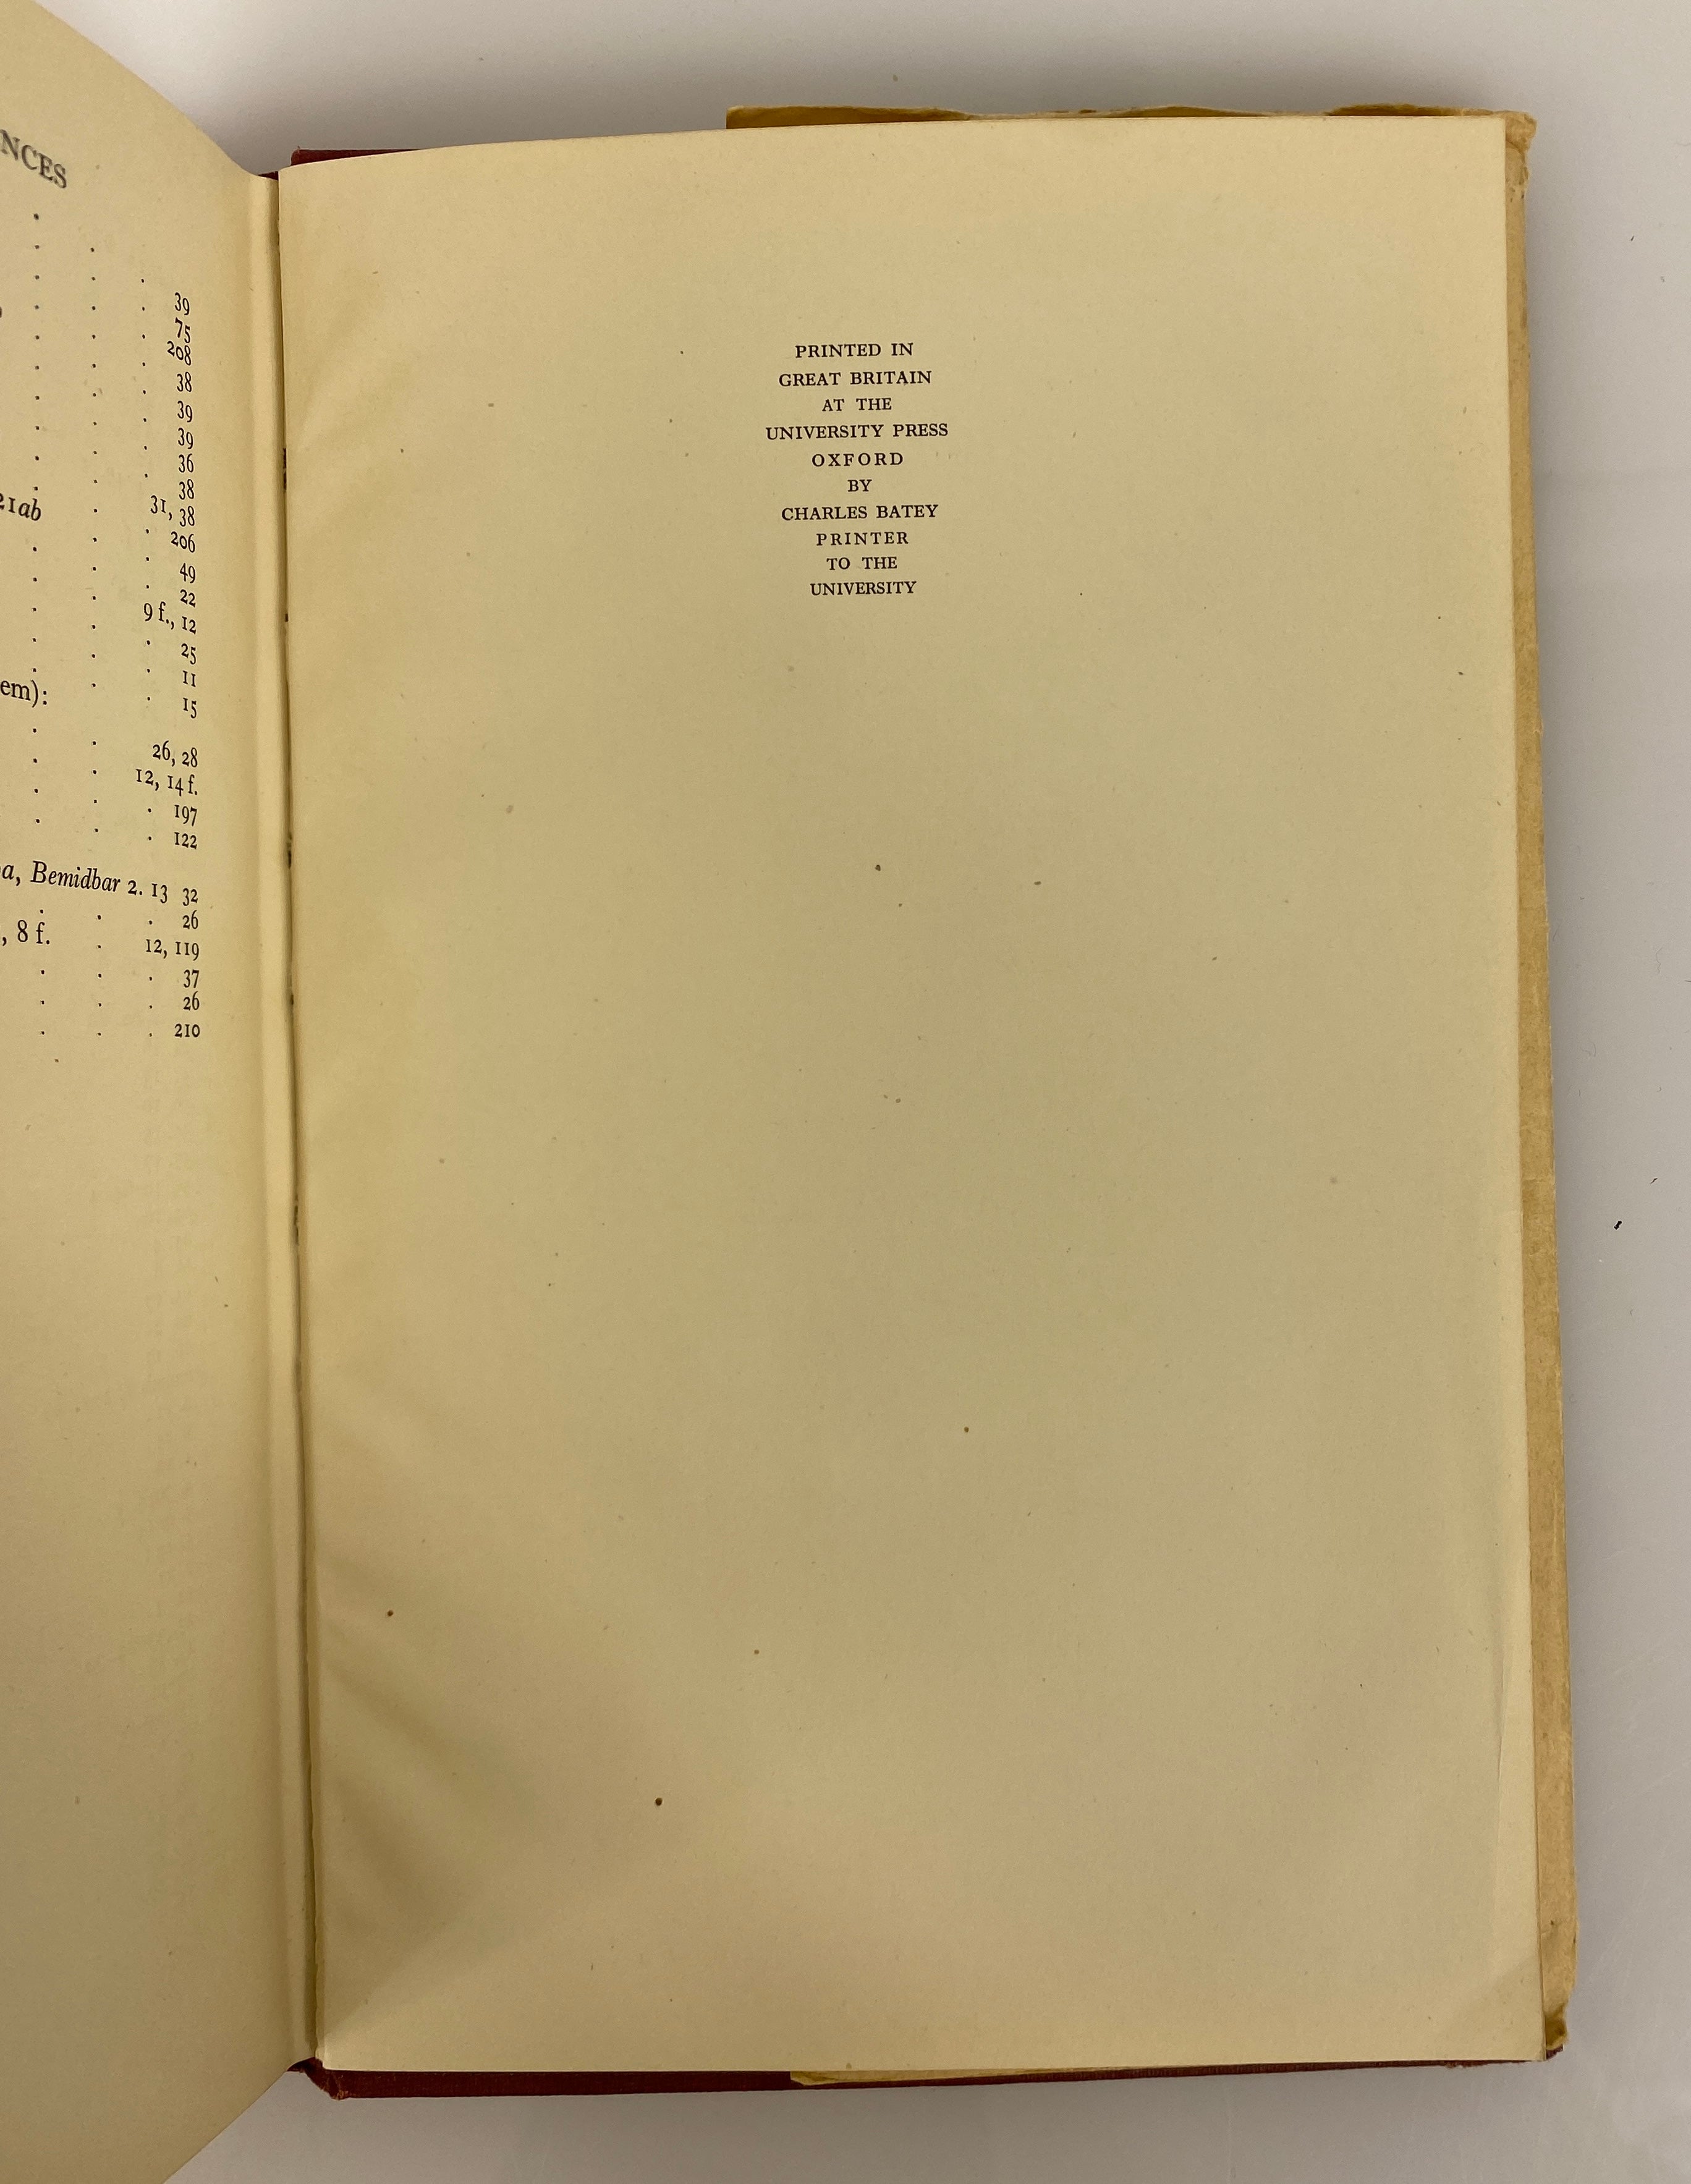 NCES
39
75
208
38
39
39
36
38
21ab 31, 38
206
49
22
9 f., 12
25
11
em): 15
26, 28
12, 14 f.
197
122
a, Bemidbar 2. 13 32
26
, 8 f. 12, 119
37
26
210
PRINTED IN
GREAT BRITAIN
AT THE
UNIVERSITY PRESS
OXFORD
BY
CHARLES BATEY
PRINTER
TO THE
UNIVERSITY